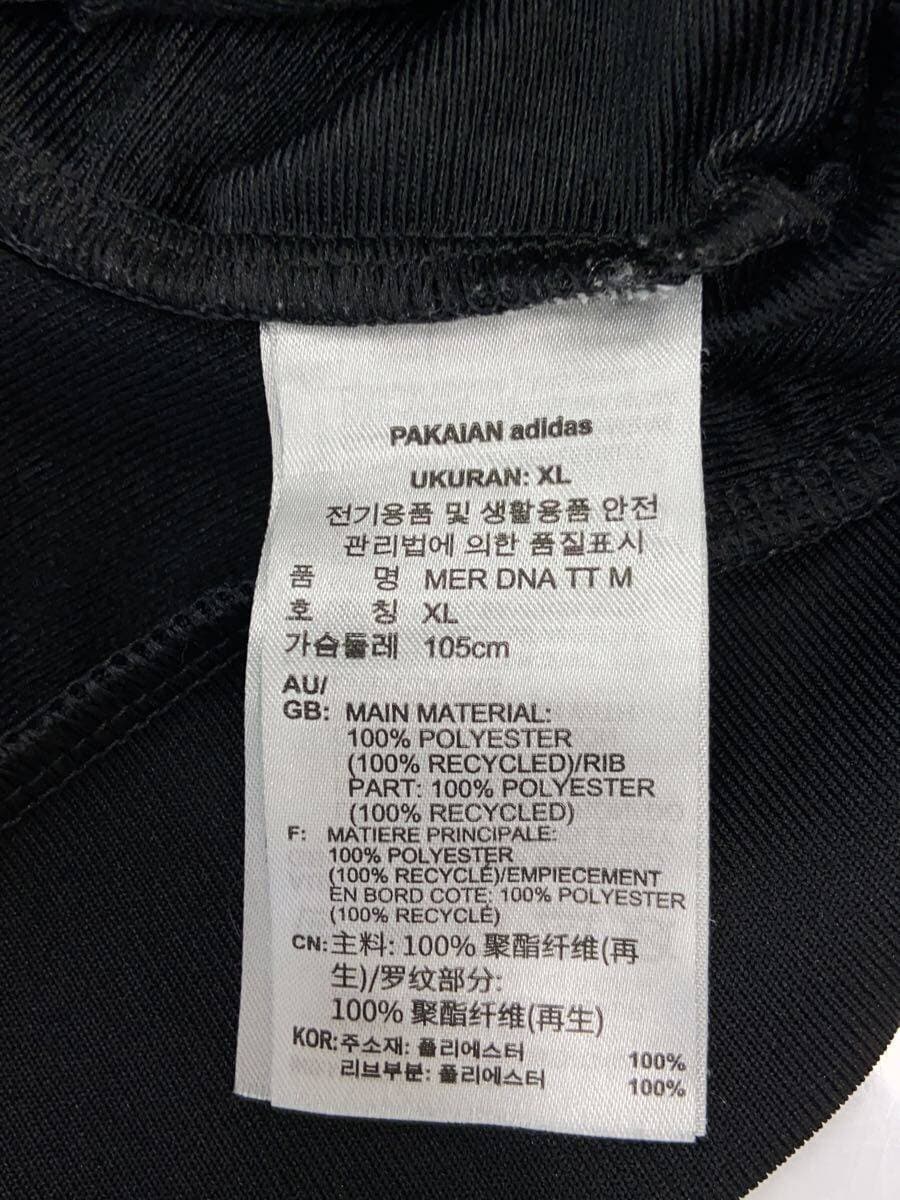 PAKAIAN adidas
UKURAN: XL
전기용품 및 생활용품 안전
관리법에 의한 품질표시
품 명 MER DNA TT M
호 칭 XL
가슴둘레 105cm
AU/
GB: MAIN MATERIAL:
100% POLYESTER
(100% RECYCLED)/RIB
PART: 100% POLYESTER
(100% RECYCLED)
F: MATIERE PRINCIPALE:
100% POLYESTER
(100% RECYCLÉ)/EMPIECEMENT
EN BORD COTE: 100% POLYESTER
(100% RECYCLÉ)
CN: 主料: 100% 聚酯纤维(再
生)/罗纹部分:
100% 聚酯纤维(再生)
KOR: 주소재: 폴리에스터 100%
리브부분: 폴리에스터 100%